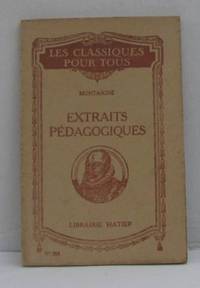 LES CLASSIQUES
POUR TOUS
MONTAIGNE
EXTRAITS
PÉDAGOGIQUES
LIBRAIRIE HATIER